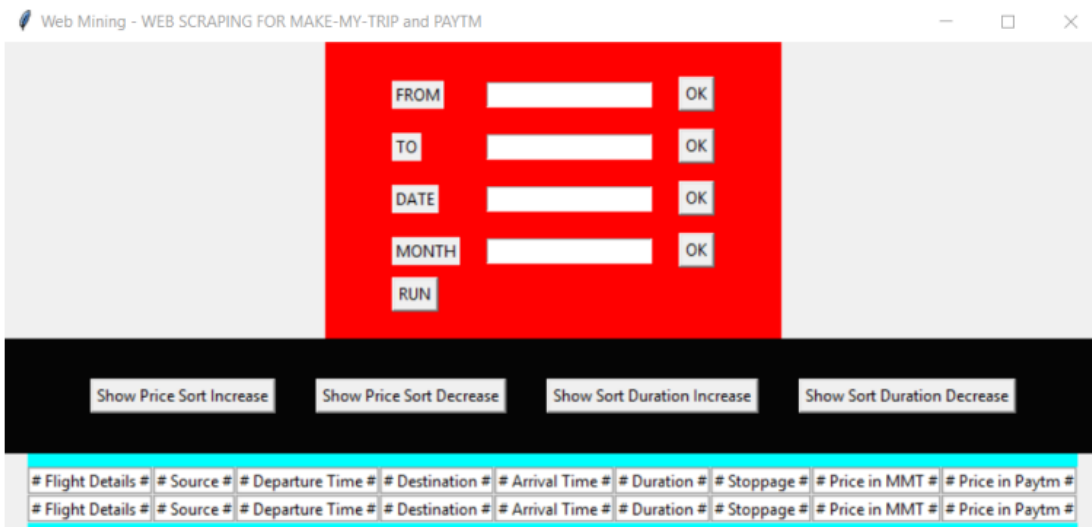 Web Mining - WEB SCRAPING FOR MAKE-MY-TRIP and PAYTM
FROM OK
TO OK
DATE OK
MONTH OK
RUN
Show Price Sort Increase Show Price Sort Decrease Show Sort Duration Increase Show Sort Duration Decrease
# Flight Details # # Source # # Departure Time # # Destination # # Arrival Time # # Duration # # Stoppage # # Price in MMT # # Price in Paytm #
# Flight Details # # Source # # Departure Time # # Destination # # Arrival Time # # Duration # # Stoppage # # Price in MMT # # Price in Paytm #